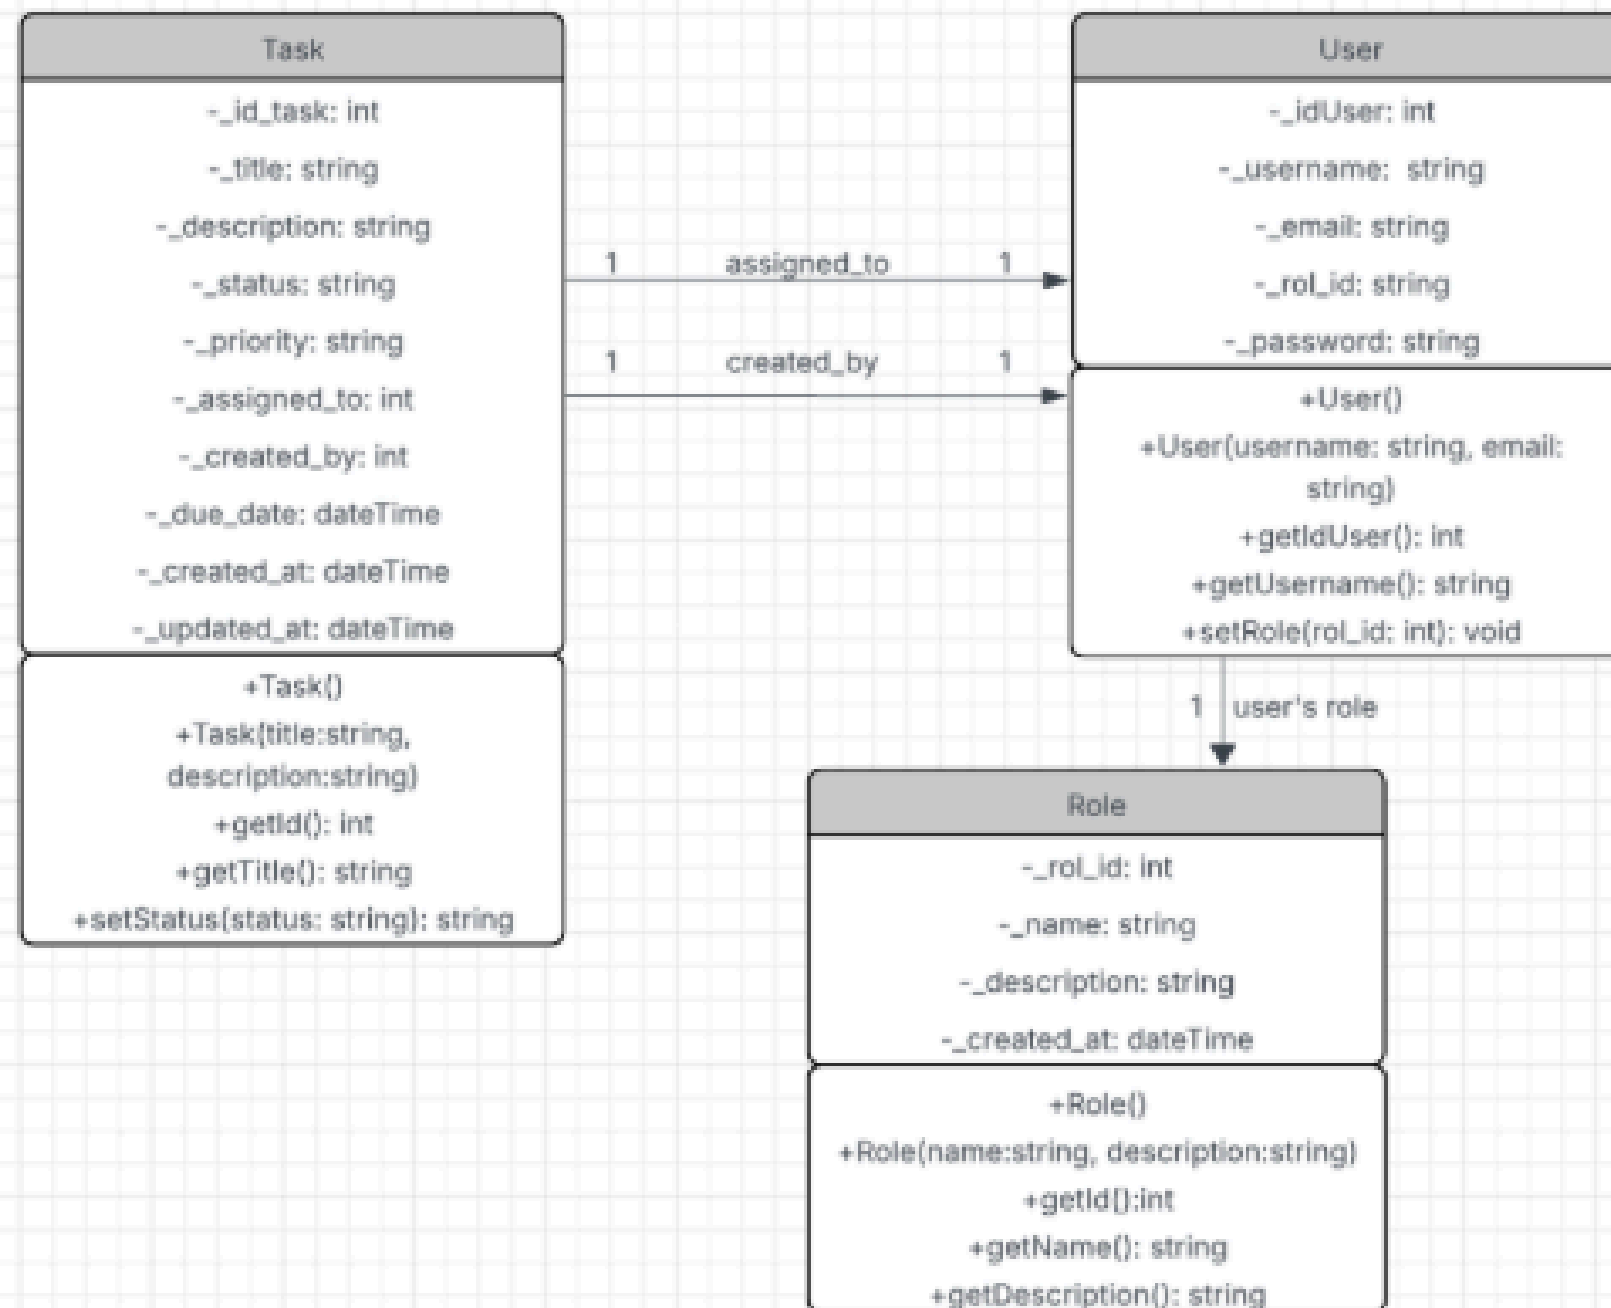 Task
-_id_task: int
-_title: string
-_description: string
-_status: string
-_priority: string
-_assigned_to: int
-_created_by: int
-_due_date: dateTime
-_created_at: dateTime
-_updated_at: dateTime
+Task()
+Task(title:string,
description:string)
+getId(): int
+getTitle(): string
+setStatus(status: string): string
1 assigned_to 1
1 created_by 1
User
-_idUser: int
-_username:  string
-_email: string
-_rol_id: string
-_password: string
+User()
+User(username: string, email:
string)
+getIdUser(): int
+getUsername(): string
+setRole(rol_id: int): void
1 user's role
Role
-_rol_id: int
-_name: string
-_description: string
-_created_at: dateTime
+Role()
+Role(name:string, description:string)
+getId():int
+getName(): string
+getDescription(): string